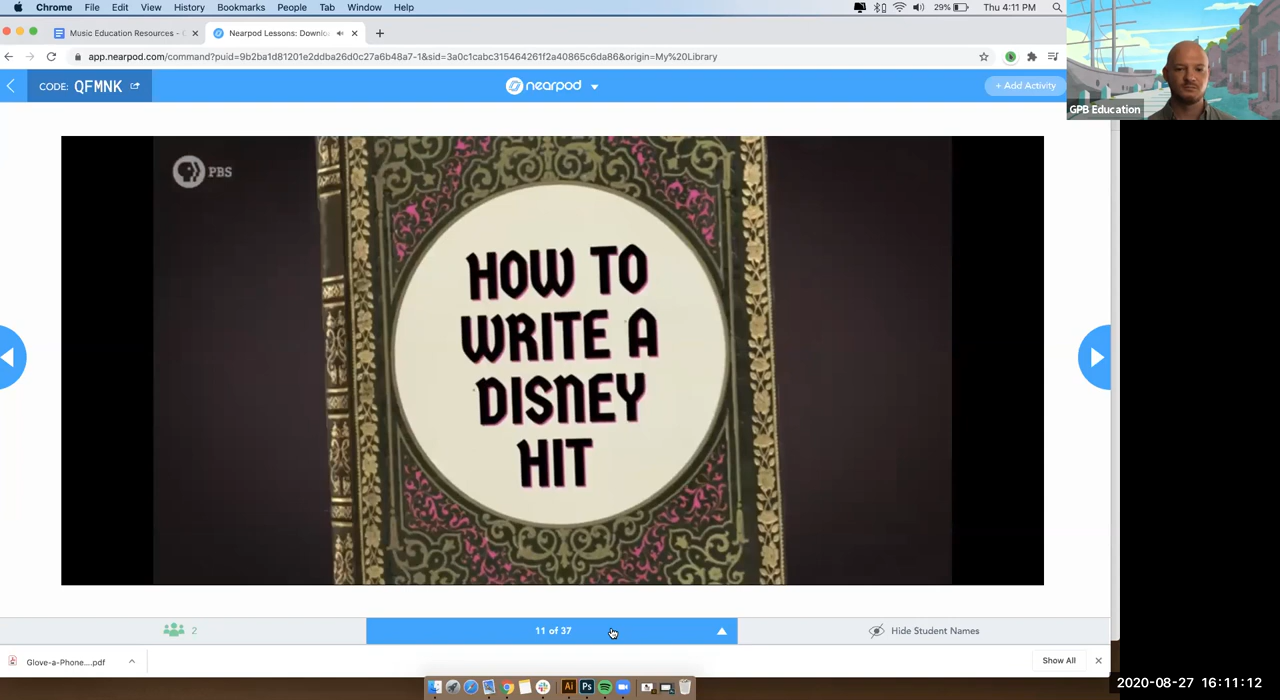 Chrome File Edit View History Bookmarks People Tab Window Help
29% Thu 4:11 PM
Music Education Resources -
Nearpod Lessons: Downlo
app.nearpod.com/command?puid=9b2ba1d81201e2ddba26d0c27a6b48a7-1&sid=3a0c1cabc315464261f2a40865c6da86&origin=My%20Library
CODE: QFMNK
nearpod
+ Add Activity
GPB Education
PBS
HOW TO
WRITE A
DISNEY
HIT
2
11 of 37
Hide Student Names
Glove-a-Phone....pdf
Show All
Ai
Ps
2020-08-27 16:11:12